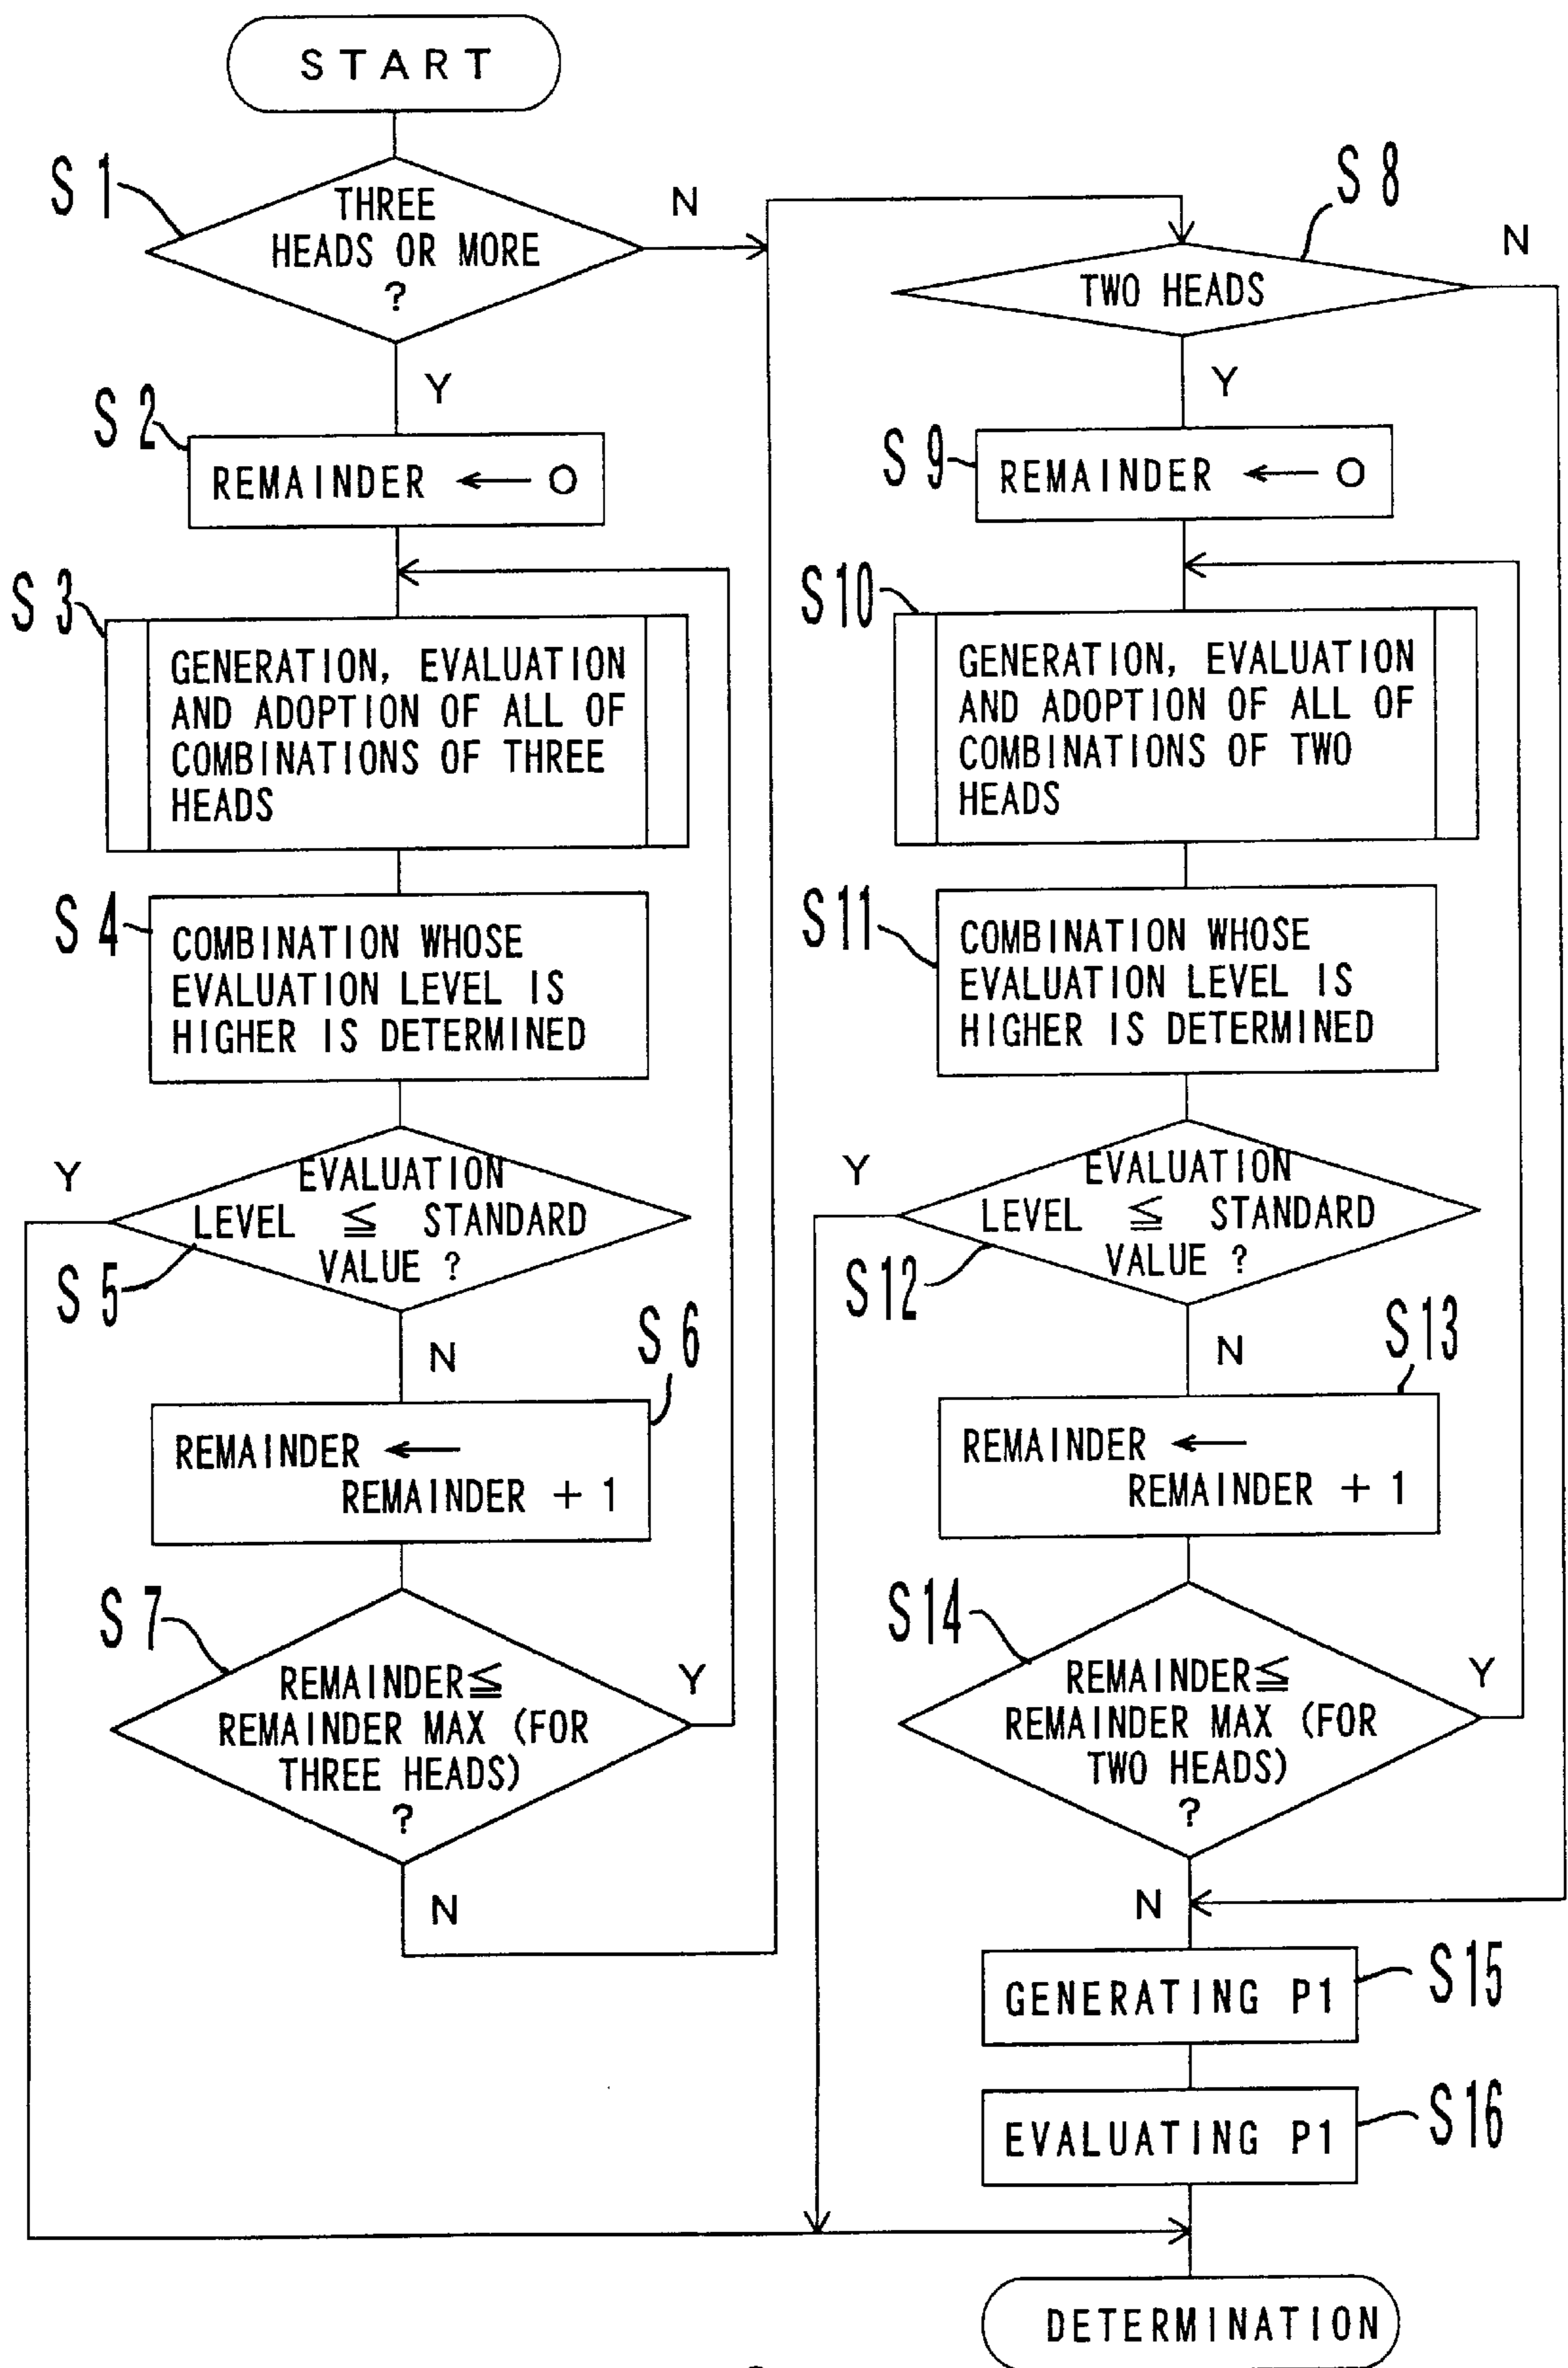 START
S1
THREE
HEADS OR MORE
?
N
Y
S2
REMAINDER ← 0
S3
GENERATION, EVALUATION
AND ADOPTION OF ALL OF
COMBINATIONS OF THREE
HEADS
S4
COMBINATION WHOSE
EVALUATION LEVEL IS
HIGHER IS DETERMINED
Y
EVALUATION
LEVEL ≦ STANDARD
VALUE ?
S5
N
S6
REMAINDER ←
REMAINDER + 1
S7
REMAINDER≦
REMAINDER MAX (FOR
THREE HEADS)
?
Y
N
S8
TWO HEADS
N
Y
S9
REMAINDER ← 0
S10
GENERATION, EVALUATION
AND ADOPTION OF ALL OF
COMBINATIONS OF TWO
HEADS
S11
COMBINATION WHOSE
EVALUATION LEVEL IS
HIGHER IS DETERMINED
Y
EVALUATION
LEVEL ≦ STANDARD
VALUE ?
S12
N
S13
REMAINDER ←
REMAINDER + 1
S14
REMAINDER≦
REMAINDER MAX (FOR
TWO HEADS)
?
Y
N
GENERATING P1
S15
EVALUATING P1
S16
DETERMINATION